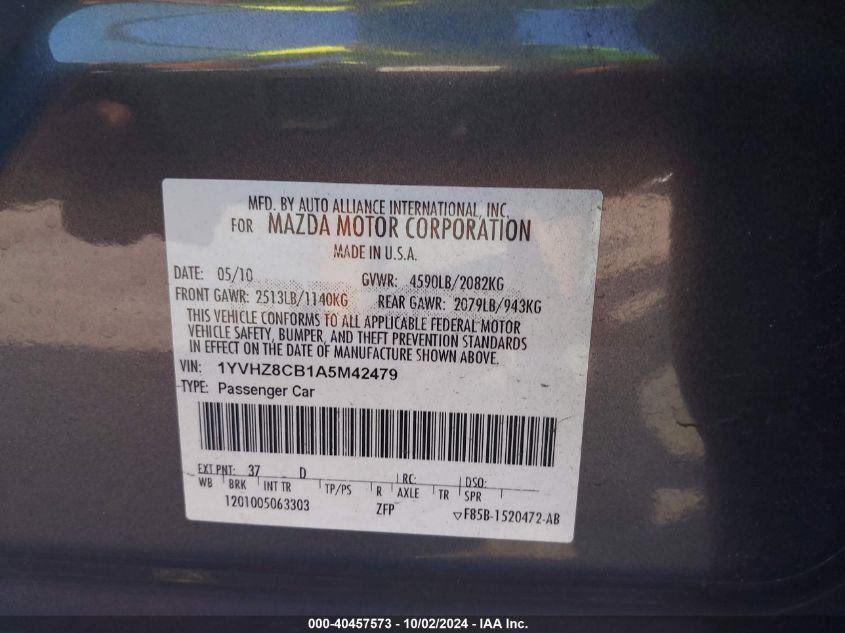 MFD. BY AUTO ALLIANCE INTERNATIONAL, INC.
FOR MAZDA MOTOR CORPORATION
MADE IN U.S.A.
DATE: 05/10 GVWR: 4590LB/2082KG
FRONT GAWR: 2513LB/1140KG REAR GAWR: 2079LB/943KG
THIS VEHICLE CONFORMS TO ALL APPLICABLE FEDERAL MOTOR
VEHICLE SAFETY, BUMPER, AND THEFT PREVENTION STANDARDS
IN EFFECT ON THE DATE OF MANUFACTURE SHOWN ABOVE.
VIN: 1YVHZ8CB1A5M42479
TYPE: Passenger Car
EXT PNT: 37 D RC: DSO:
WB BRK INT TR TP/PS R AXLE TR SPR
1201005063303 ZFP ▽F85B-1520472-AB
000-40457573 - 10/02/2024 - IAA Inc.